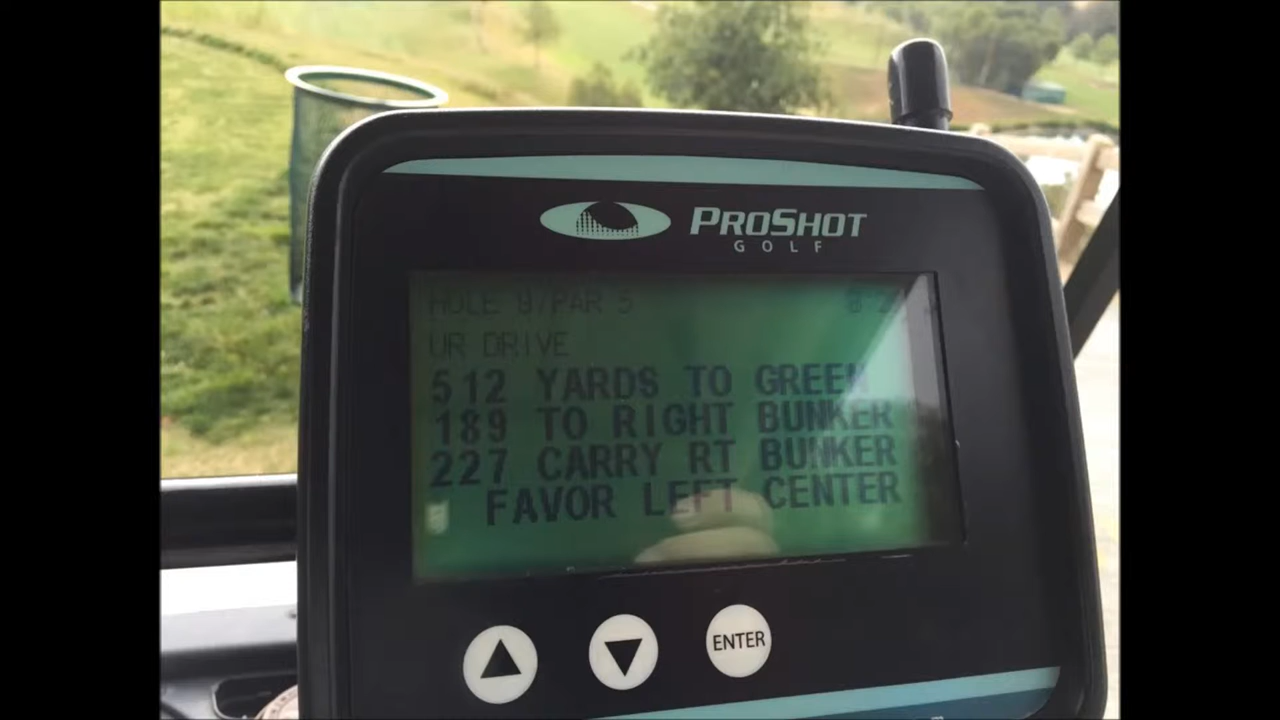 PROSHOT
GOLF
HOLE 9/PAR 5
UR DRIVE
512 YARDS TO GREEN
189 TO RIGHT BUNKER
227 CARRY RT BUNKER
FAVOR LEFT CENTER
ENTER